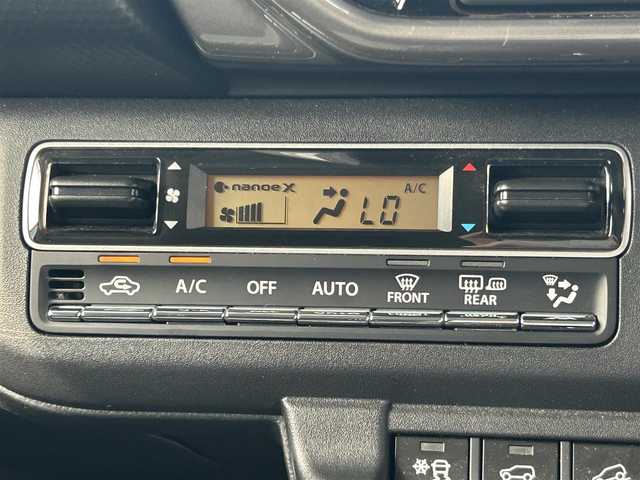 nanoe X
A/C
LO
A/C
OFF
AUTO
FRONT
REAR